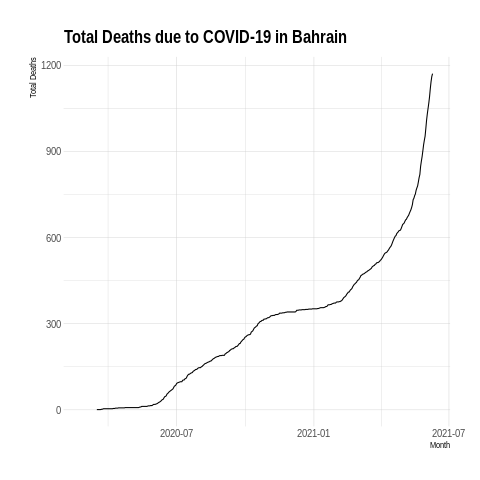 Total Deaths due to COVID-19 in Bahrain
Total Deaths
1200
900
600
300
0
2020-07
2021-01
2021-07
Month